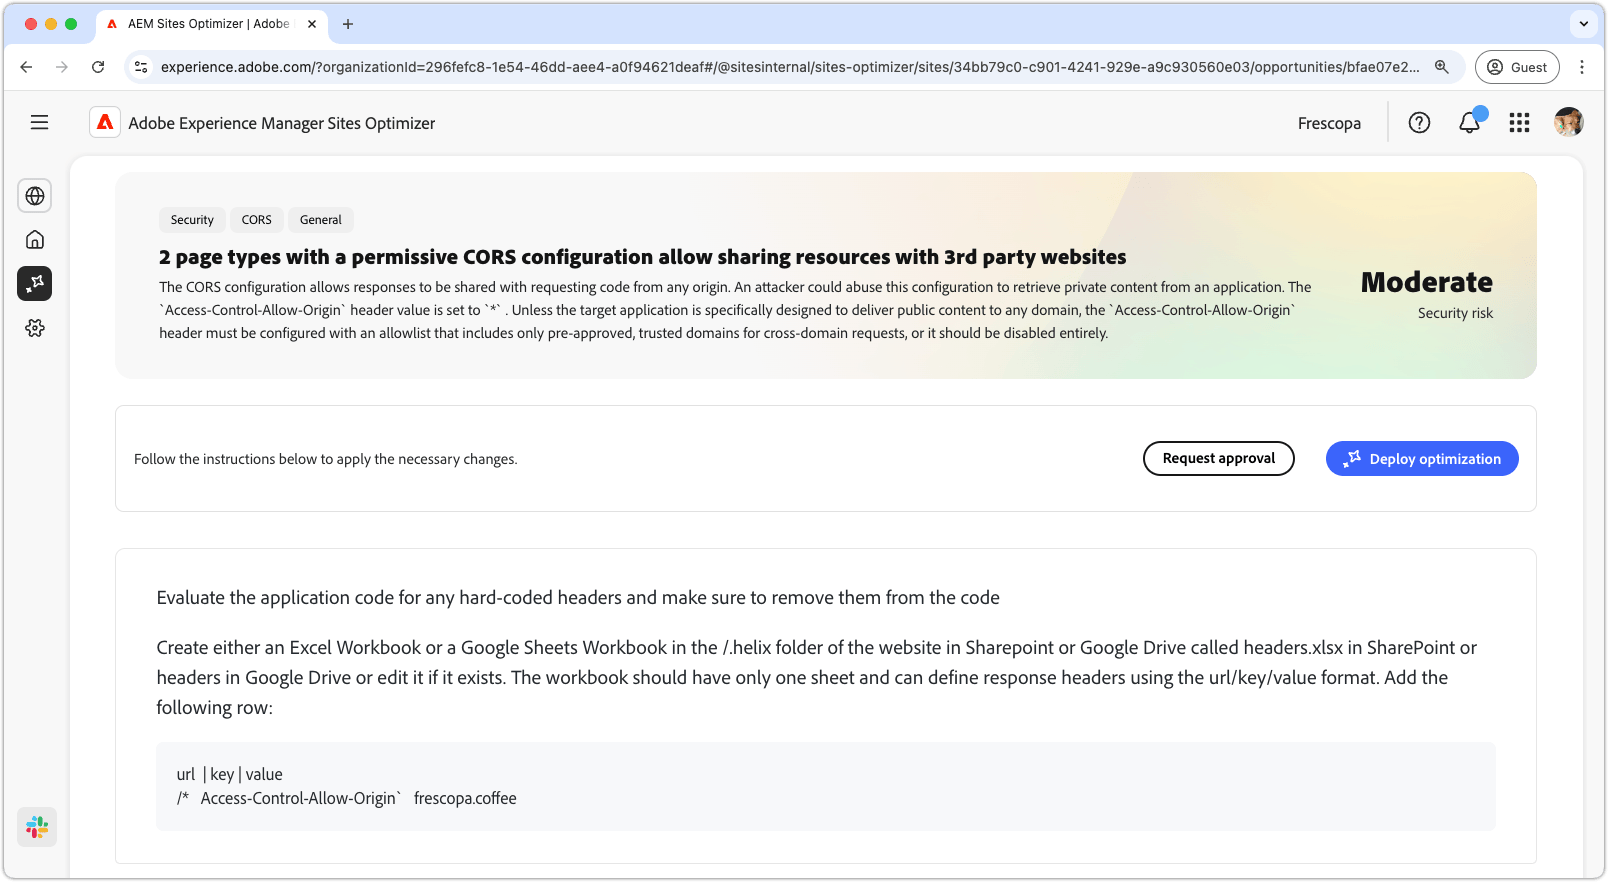 AEM Sites Optimizer | Adobe
experience.adobe.com/?organizationId=296fefc8-1e54-46dd-aee4-a0f94621deaf#/@sitesinternal/sites-optimizer/sites/34bb79c0-c901-4241-929e-a9c930560e03/opportunities/bfae07e2...
Guest
Adobe Experience Manager Sites Optimizer
Frescopa
Security
CORS
General
2 page types with a permissive CORS configuration allow sharing resources with 3rd party websites
The CORS configuration allows responses to be shared with requesting code from any origin. An attacker could abuse this configuration to retrieve private content from an application. The
`Access-Control-Allow-Origin` header value is set to `*` . Unless the target application is specifically designed to deliver public content to any domain, the `Access-Control-Allow-Origin`
header must be configured with an allowlist that includes only pre-approved, trusted domains for cross-domain requests, or it should be disabled entirely.
Moderate
Security risk
Follow the instructions below to apply the necessary changes.
Request approval
Deploy optimization
Evaluate the application code for any hard-coded headers and make sure to remove them from the code
Create either an Excel Workbook or a Google Sheets Workbook in the /.helix folder of the website in Sharepoint or Google Drive called headers.xlsx in SharePoint or
headers in Google Drive or edit it if it exists. The workbook should have only one sheet and can define response headers using the url/key/value format. Add the
following row:
url | key | value
/* Access-Control-Allow-Origin` frescopa.coffee